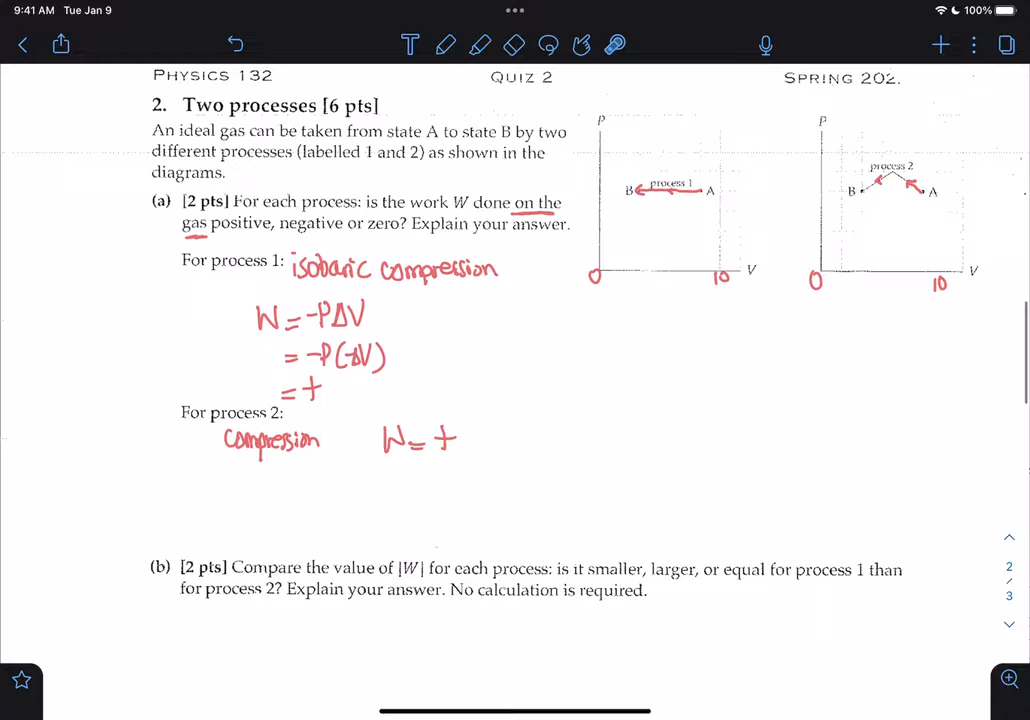 9:41 AM Tue Jan 9
100%
PHYSICS 132
QUIZ 2
SPRING 202.
2. Two processes [6 pts]
An ideal gas can be taken from state A to state B by two
different processes (labelled 1 and 2) as shown in the
diagrams.
(a) [2 pts] For each process: is the work W done on the
gas positive, negative or zero? Explain your answer.
P
process 1
B
A
V
0
10
P
process 2
B
A
V
0
10
For process 1: isobaric compression
W = -PΔV
= -P(-ΔV)
= +
For process 2:
compression W = +
(b) [2 pts] Compare the value of |W| for each process: is it smaller, larger, or equal for process 1 than
for process 2? Explain your answer. No calculation is required.
2
/
3